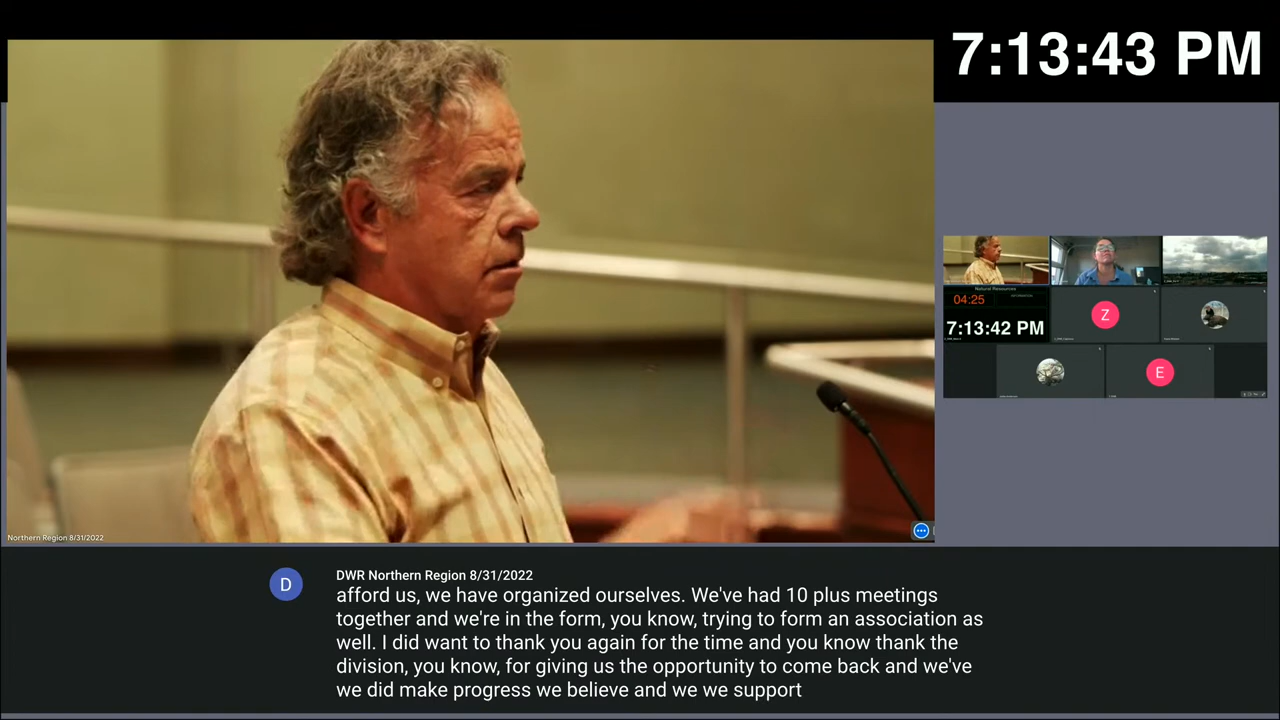 7:13:43 PM
Natural Resources
04:25
7:13:42 PM
Z
E
Northern Region 8/31/2022
D
DWR Northern Region 8/31/2022
afford us, we have organized ourselves. We've had 10 plus meetings
together and we're in the form, you know, trying to form an association as
well. I did want to thank you again for the time and you know thank the
division, you know, for giving us the opportunity to come back and we've
we did make progress we believe and we we support